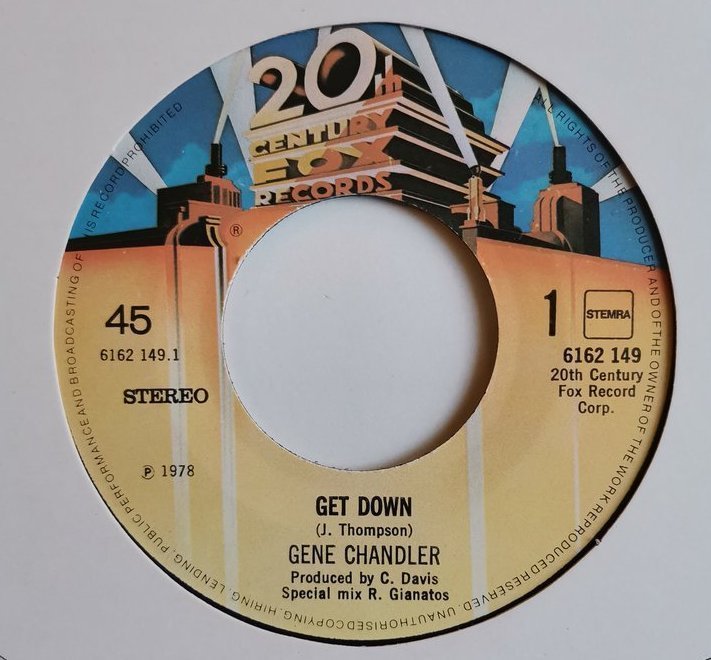 20th
CENTURY
FOX
RECORDS
®
45
6162 149.1
STEREO
℗ 1978
1
STEMRA
6162 149
20th Century
Fox Record
Corp.
GET DOWN
(J. Thompson)
GENE CHANDLER
Produced by C. Davis
Special mix R. Gianatos
ALL RIGHTS OF THE PRODUCER AND OF THE OWNER OF THE WORK REPRODUCED RESERVED. UNAUTHORISED COPYING, HIRING, LENDING, PUBLIC PERFORMANCE AND BROADCASTING OF THIS RECORD PROHIBITED